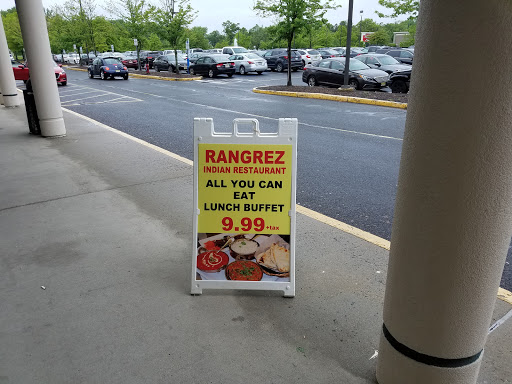 RANGREZ
INDIAN RESTAURANT
ALL YOU CAN
EAT
LUNCH BUFFET
9.99 +tax